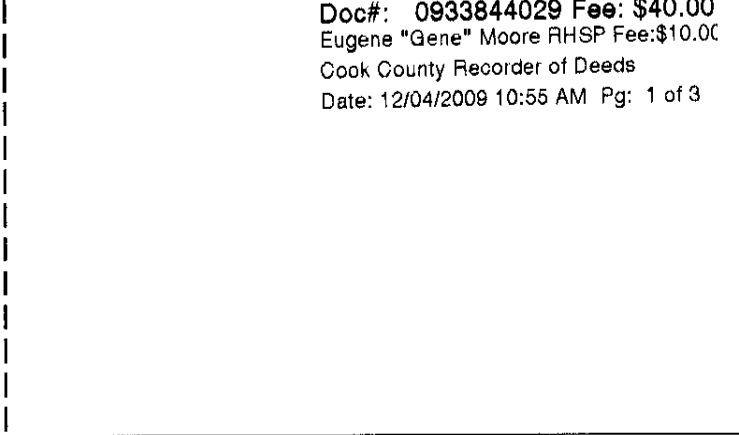 Doc#: 0933844029 Fee: $40.00
Eugene "Gene" Moore RHSP Fee:$10.00
Cook County Recorder of Deeds
Date: 12/04/2009 10:55 AM Pg: 1 of 3